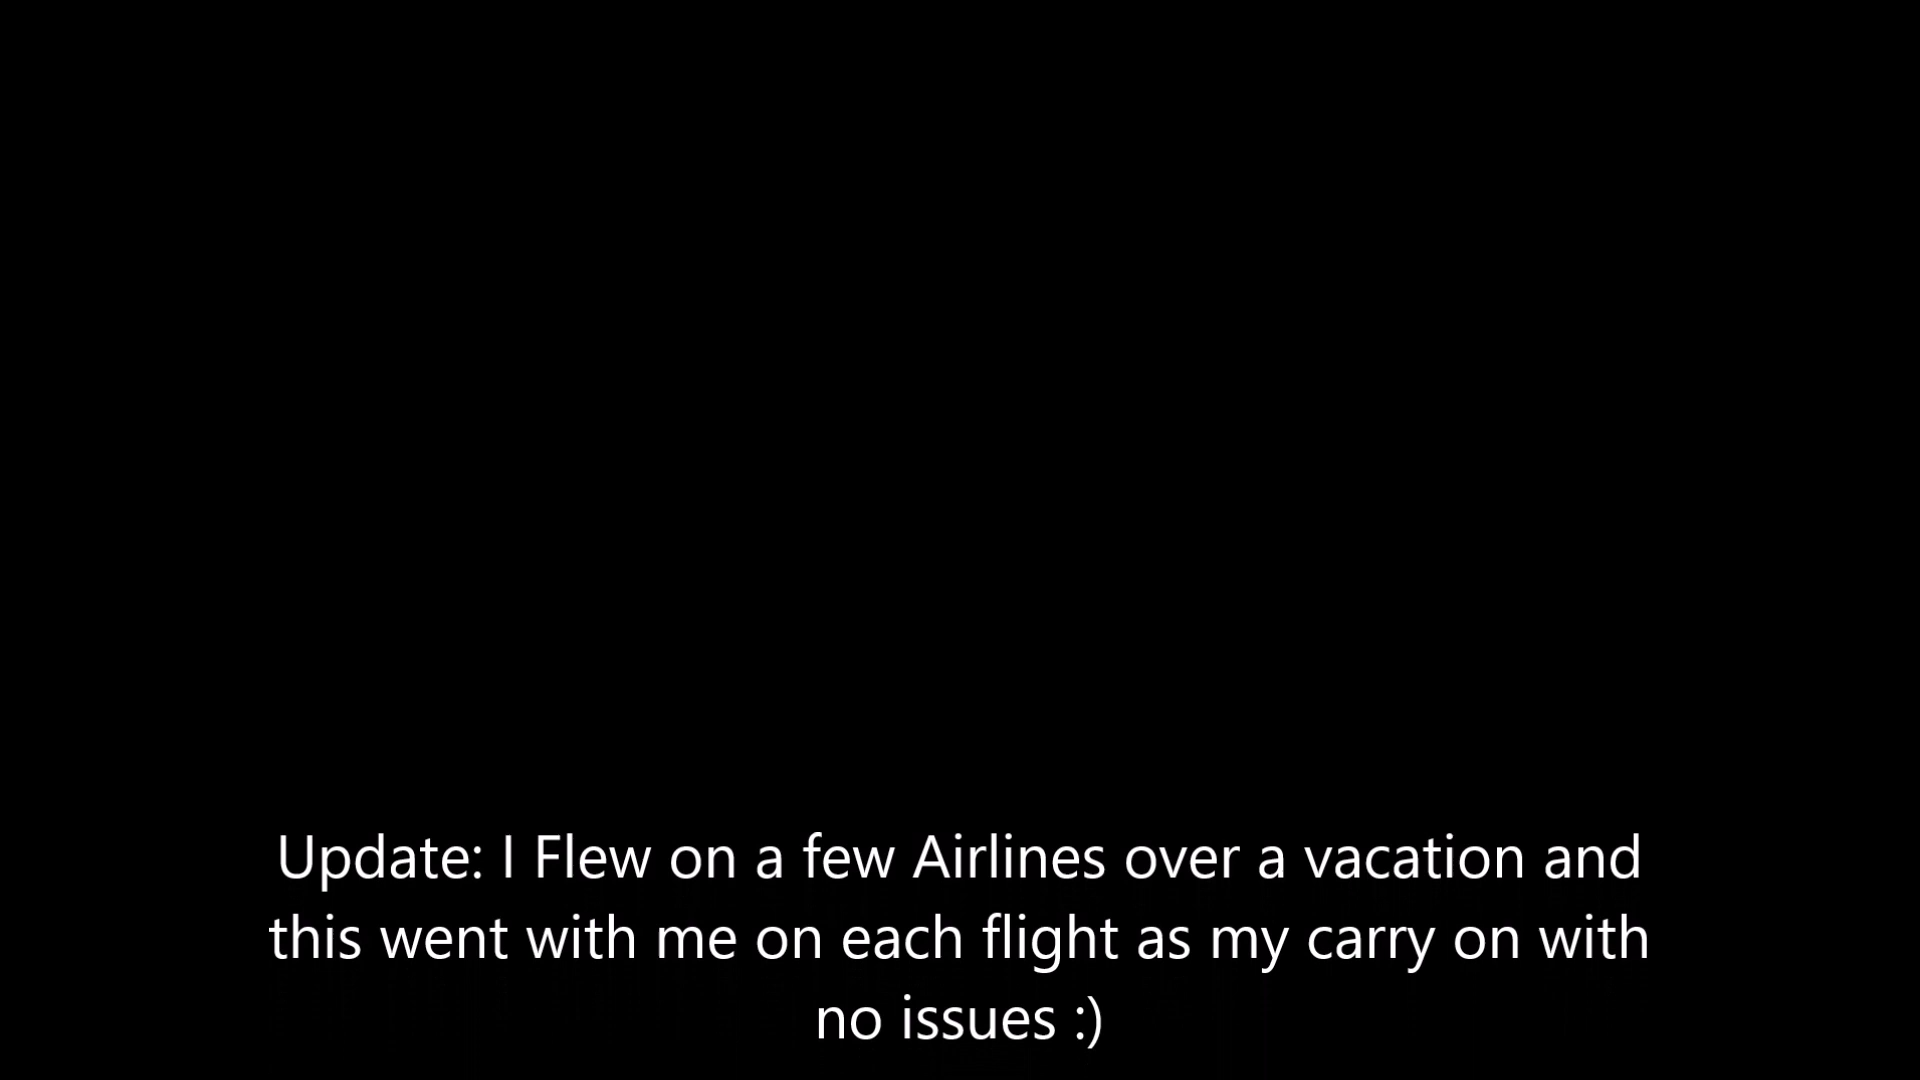 Update: I Flew on a few Airlines over a vacation and
this went with me on each flight as my carry on with
no issues :)